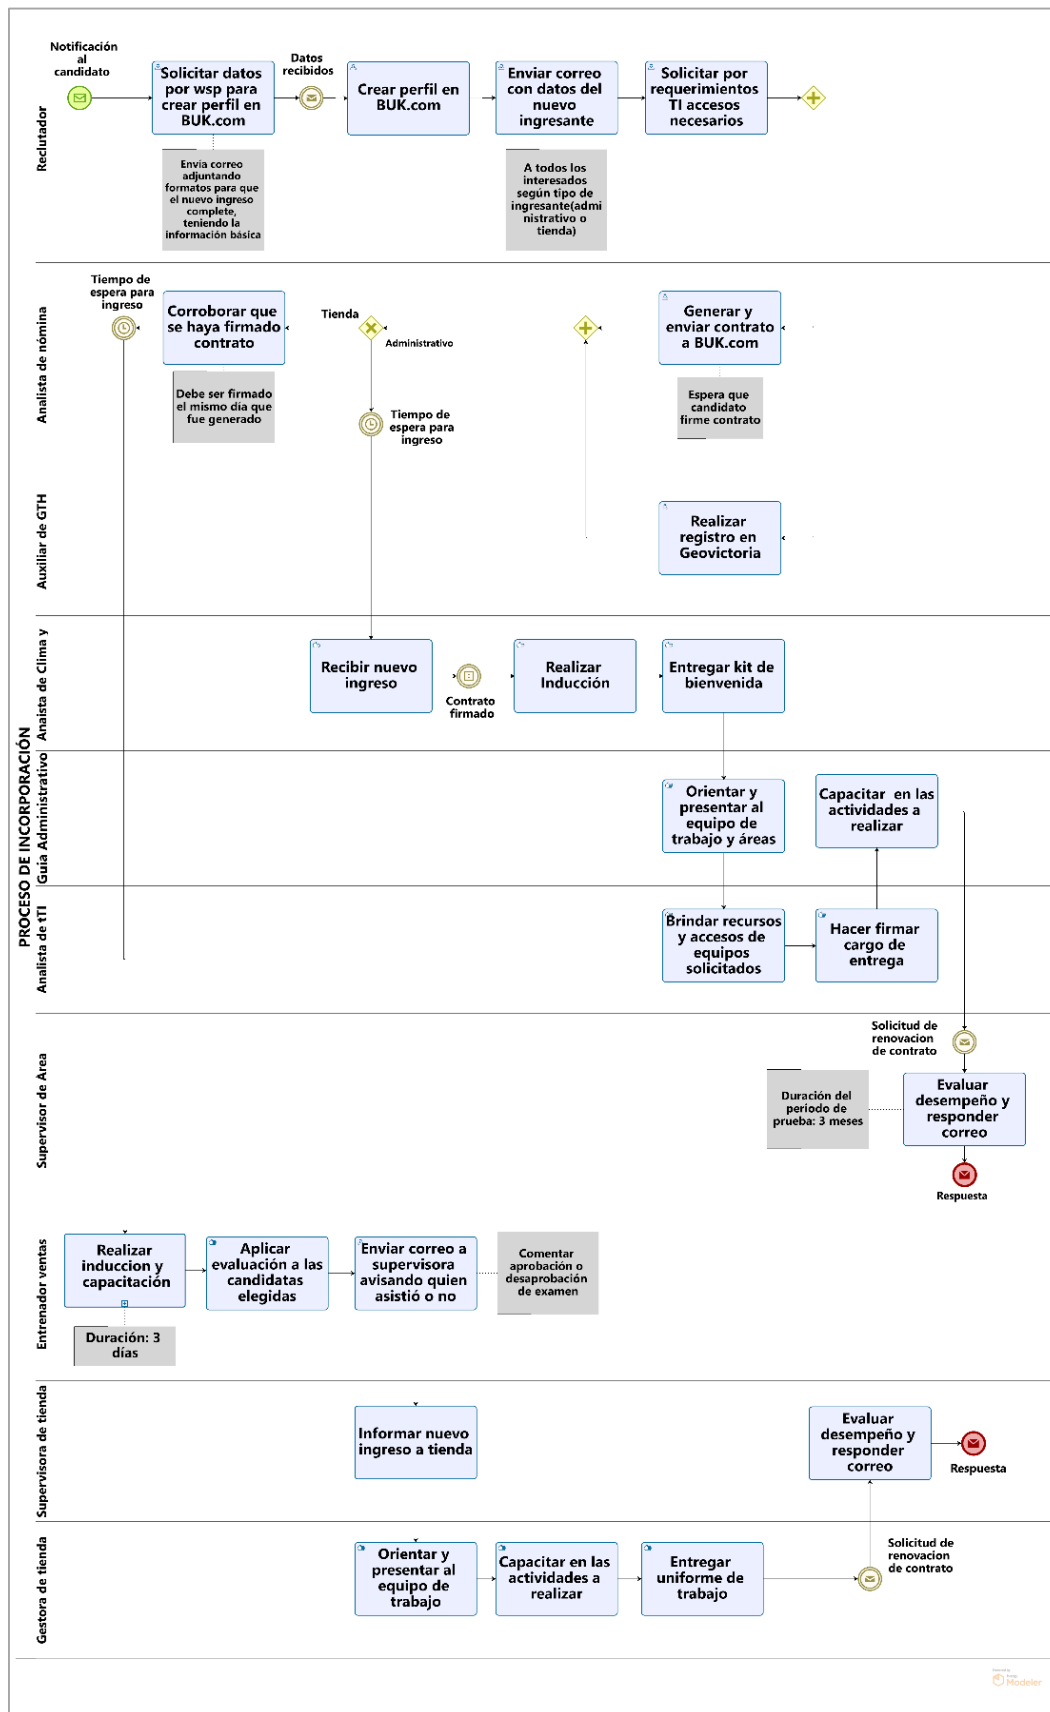 PROCESO DE INCORPORACIÓN
Reclutador
Notificación
al
candidato
Solicitar datos
por wsp para
crear perfil en
BUK.com
Datos
recibidos
Crear perfil en
BUK.com
Enviar correo
con datos del
nuevo
ingresante
Solicitar por
requerimientos
TI accesos
necesarios
Envía correo
adjuntando
formatos para que
el nuevo ingreso
complete,
teniendo la
información básica
A todos los
interesados
según tipo de
ingresante(admi
nistrativo o
tienda)
Analista de nómina
Tiempo de
espera para
ingreso
Corroborar que
se haya firmado
contrato
Tienda
Administrativo
Generar y
enviar contrato
a BUK.com
Debe ser firmado
el mismo día que
fue generado
Tiempo de
espera para
ingreso
Espera que
candidato
firme contrato
Auxiliar de GTH
Realizar
registro en
Geovictoria
Anaista de Clima y
Recibir nuevo
ingreso
Contrato
firmado
Realizar
Inducción
Entregar kit de
bienvenida
Guia Administrativo
Orientar y
presentar al
equipo de
trabajo y áreas
Capacitar en las
actividades a
realizar
Analista de tTI
Brindar recursos
y accesos de
equipos
solicitados
Hacer firmar
cargo de
entrega
Supervisor de Area
Solicitud de
renovacion
de contrato
Duración del
periodo de
prueba: 3 meses
Evaluar
desempeño y
responder
correo
Respuesta
Entrenador ventas
Realizar
induccion y
capacitación
Aplicar
evaluación a las
candidatas
elegidas
Enviar correo a
supervisora
avisando quien
asistió o no
Comentar
aprobación o
desaprobación
de examen
Duración: 3
días
Supervisora de tienda
Informar nuevo
ingreso a tienda
Evaluar
desempeño y
responder
correo
Respuesta
Gestora de tienda
Orientar y
presentar al
equipo de
trabajo
Capacitar en las
actividades a
realizar
Entregar
uniforme de
trabajo
Solicitud de
renovacion
de contrato
Modeler